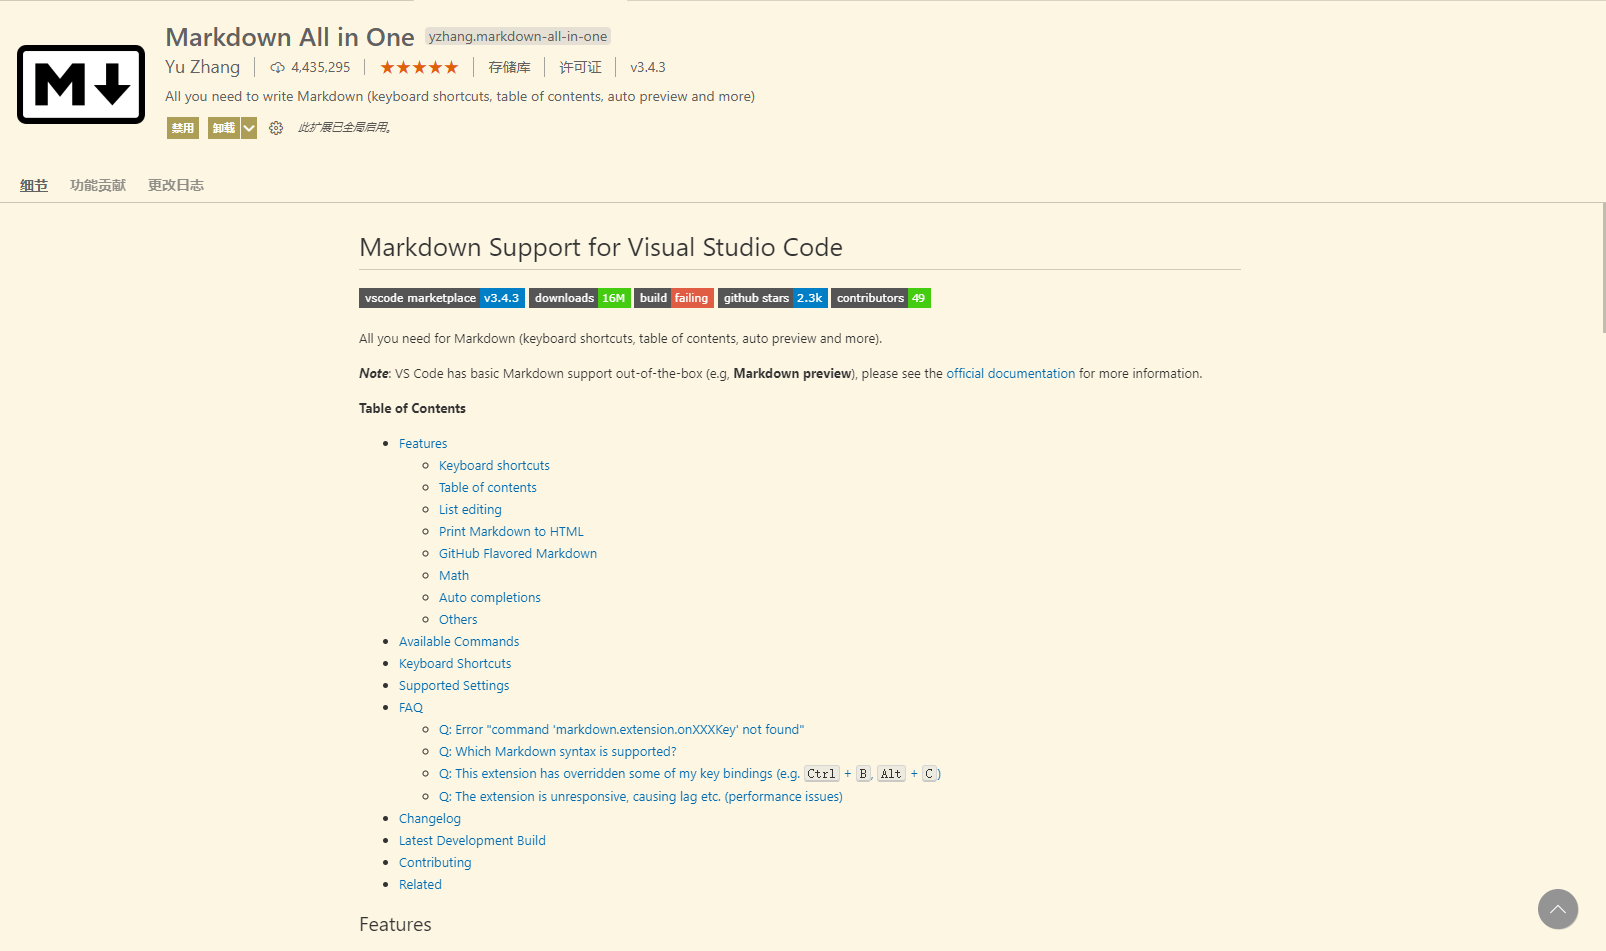 Markdown All in One yzhang.markdown-all-in-one
Yu Zhang 4,435,295 ★★★★★ 存储库 许可证 v3.4.3
All you need to write Markdown (keyboard shortcuts, table of contents, auto preview and more)
禁用 卸载 此扩展已全局启用。
细节 功能贡献 更改日志
Markdown Support for Visual Studio Code
vscode marketplace v3.4.3 downloads 16M build failing github stars 2.3k contributors 49
All you need for Markdown (keyboard shortcuts, table of contents, auto preview and more).
Note: VS Code has basic Markdown support out-of-the-box (e.g, Markdown preview), please see the official documentation for more information.
Table of Contents
Features
Keyboard shortcuts
Table of contents
List editing
Print Markdown to HTML
GitHub Flavored Markdown
Math
Auto completions
Others
Available Commands
Keyboard Shortcuts
Supported Settings
FAQ
Q: Error "command 'markdown.extension.onXXXKey' not found"
Q: Which Markdown syntax is supported?
Q: This extension has overridden some of my key bindings (e.g. Ctrl + B, Alt + C)
Q: The extension is unresponsive, causing lag etc. (performance issues)
Changelog
Latest Development Build
Contributing
Related
Features